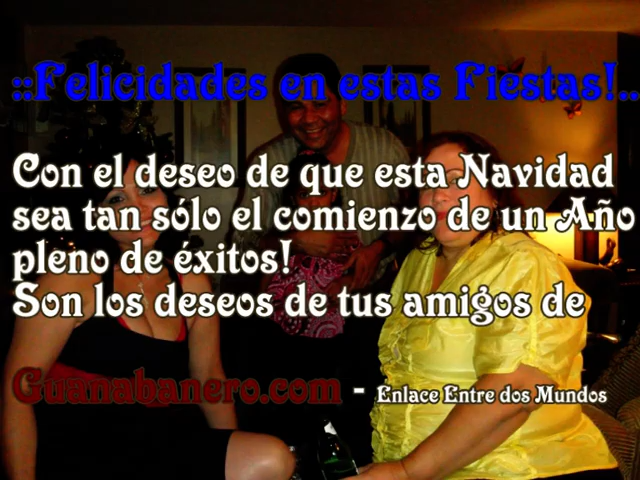 ::Felicidades en estas Fiestas!..
Con el deseo de que esta Navidad
sea tan sólo el comienzo de un Año
pleno de éxitos!
Son los deseos de tus amigos de
Guanabanero.com - Enlace Entre dos Mundos